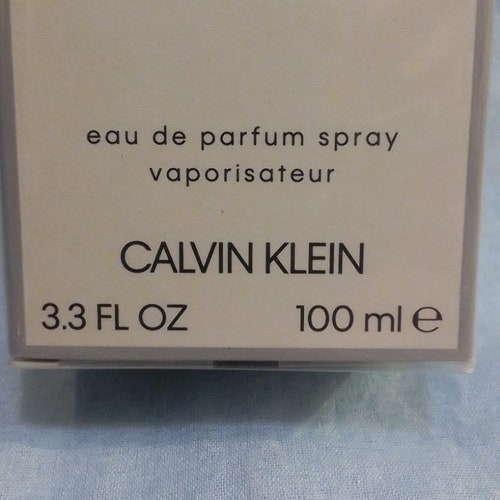 eau de parfum spray
vaporisateur
CALVIN KLEIN
3.3 FL OZ 100 ml ℮